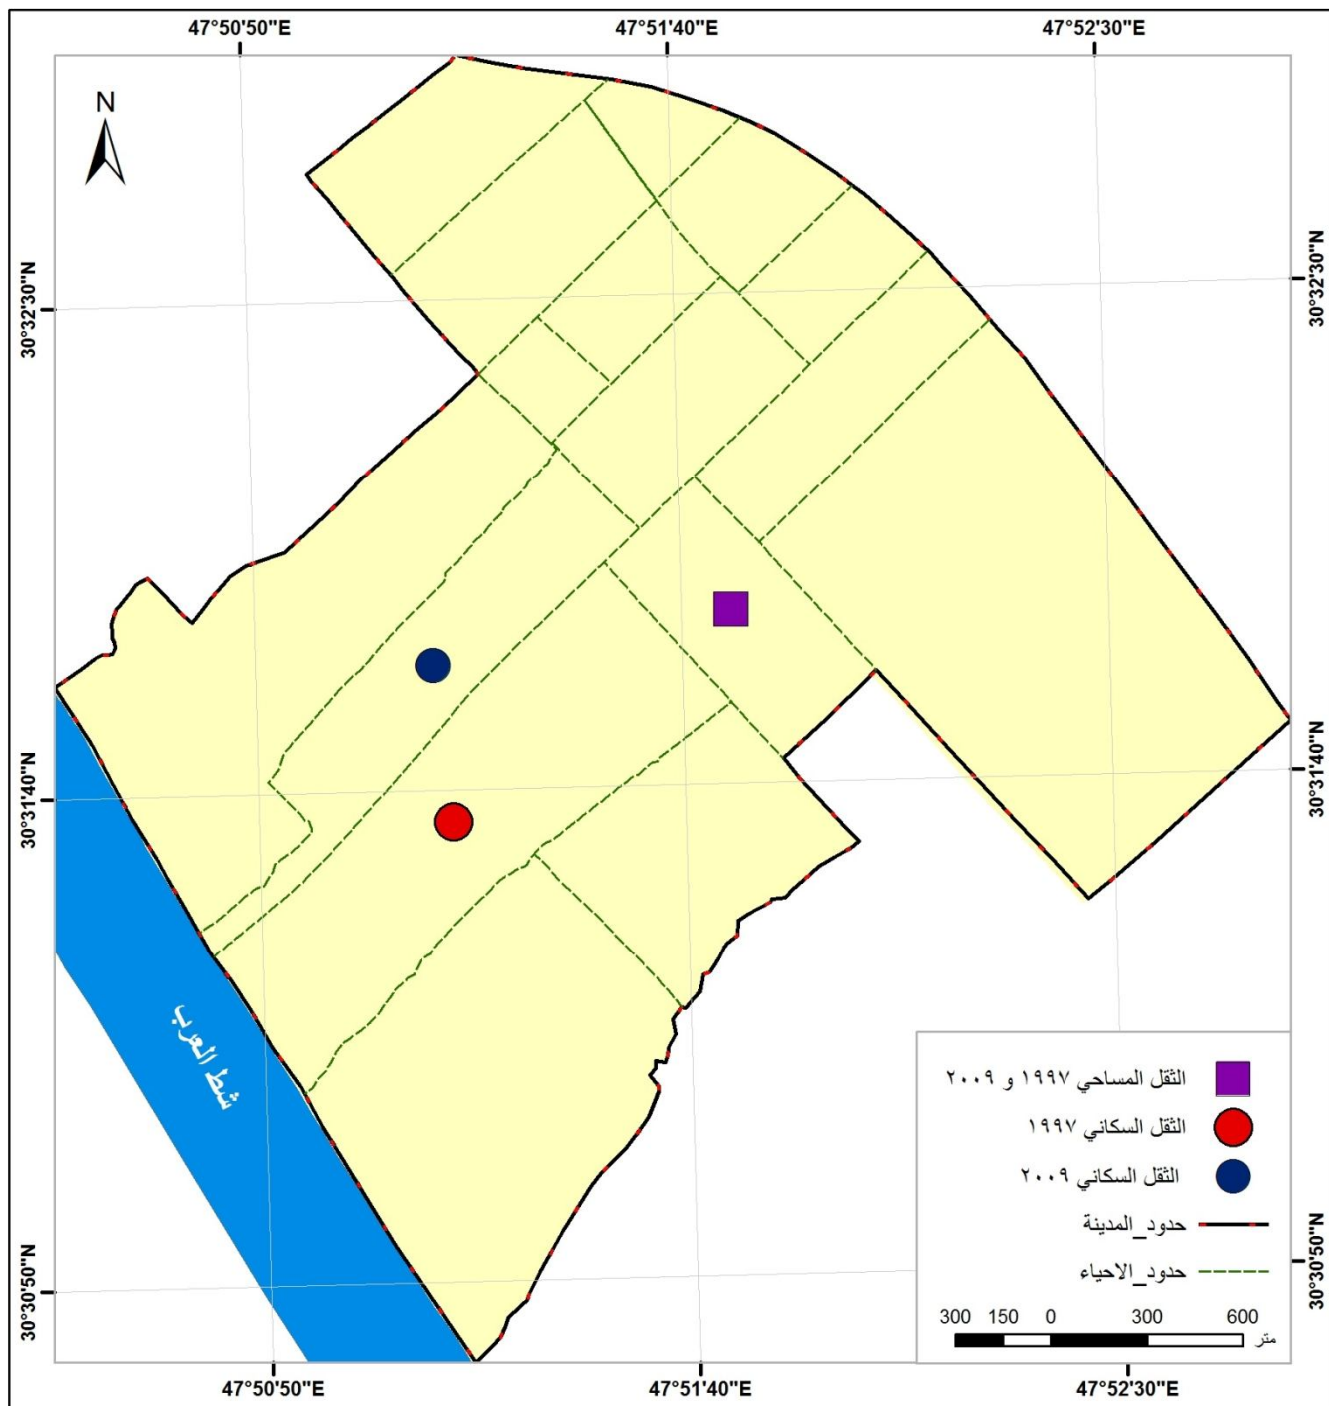 47°50'50"E 47°51'40"E 47°52'30"E
N
30°32'30"N 30°32'30"N
30°31'40"N 30°31'40"N
شط العرب
الثقل المساحي ١٩٩٧ و ٢٠٠٩
الثقل السكاني ١٩٩٧
الثقل السكاني ٢٠٠٩
حدود_المدينة
حدود_الاحياء
30°30'50"N 30°30'50"N
300 150 0 300 600
متر
47°50'50"E 47°51'40"E 47°52'30"E